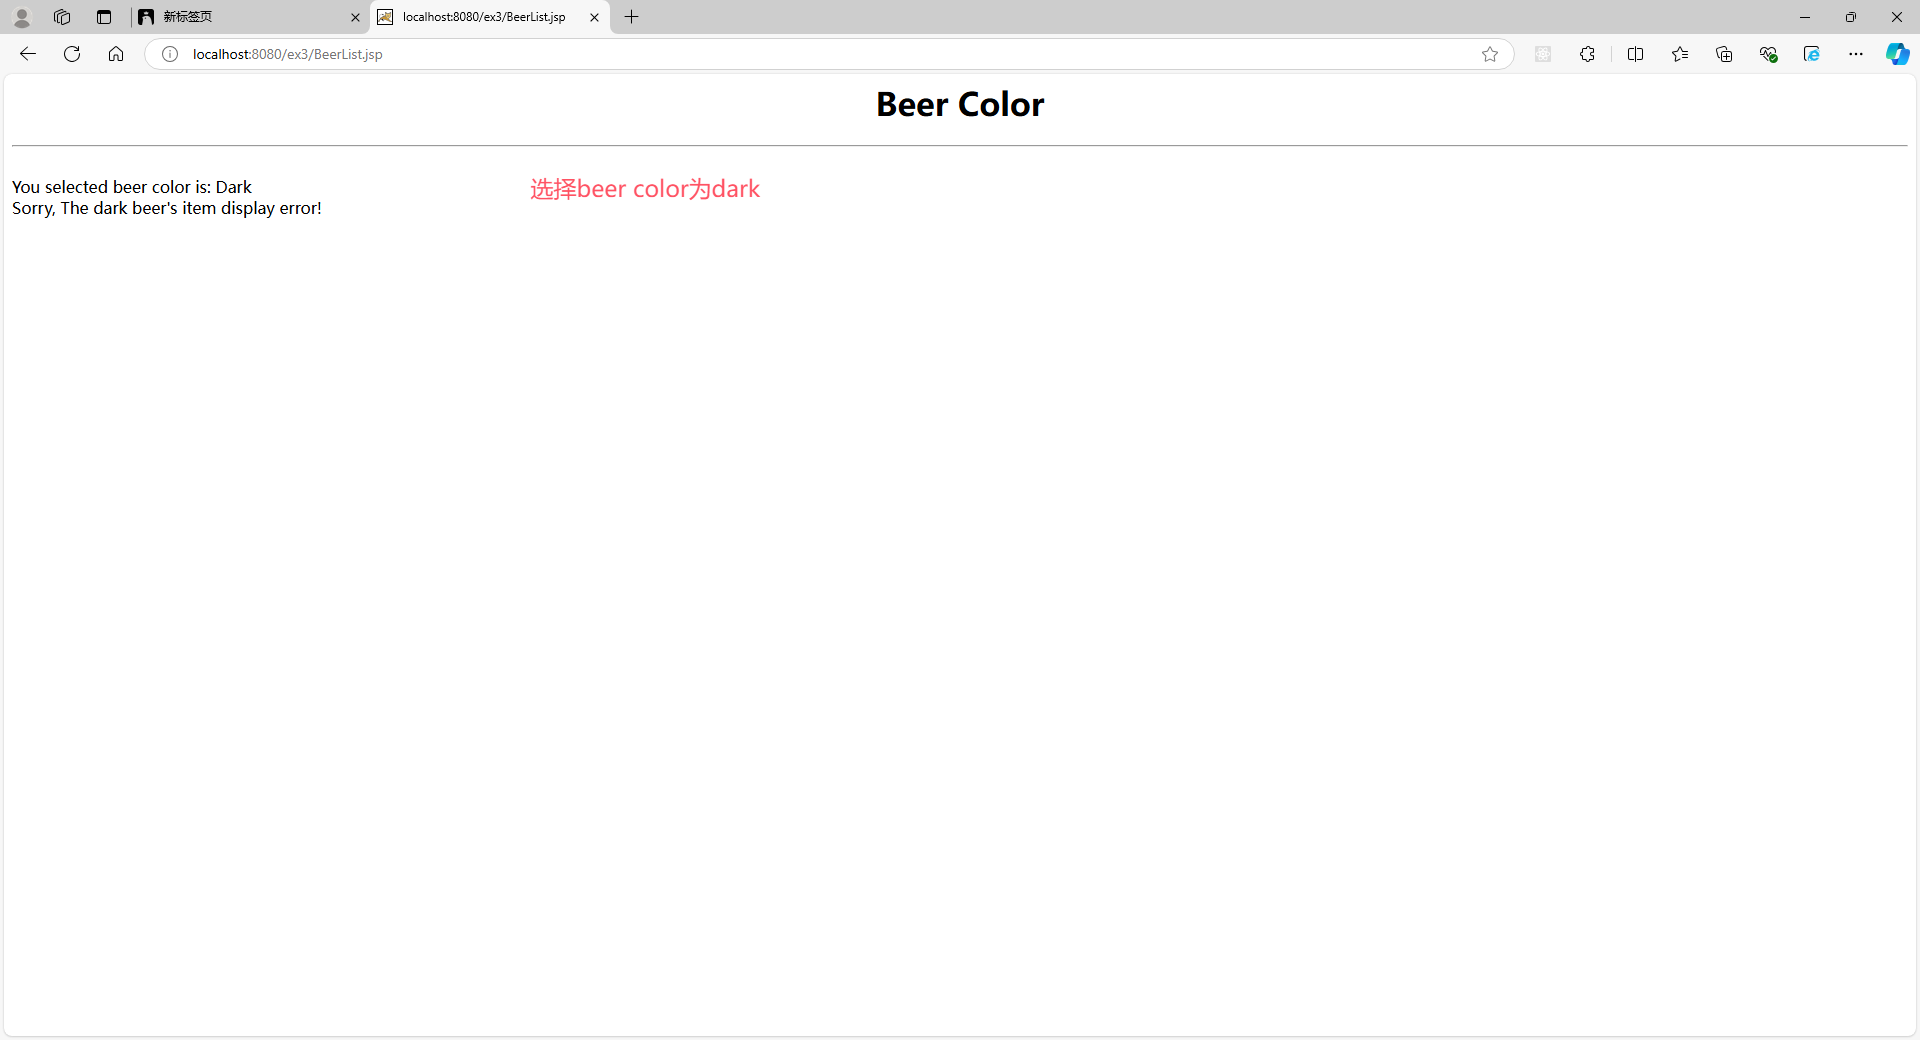 新标签页
localhost:8080/ex3/BeerList.jsp
localhost:8080/ex3/BeerList.jsp
Beer Color
You selected beer color is: Dark
选择beer color为dark
Sorry, The dark beer's item display error!